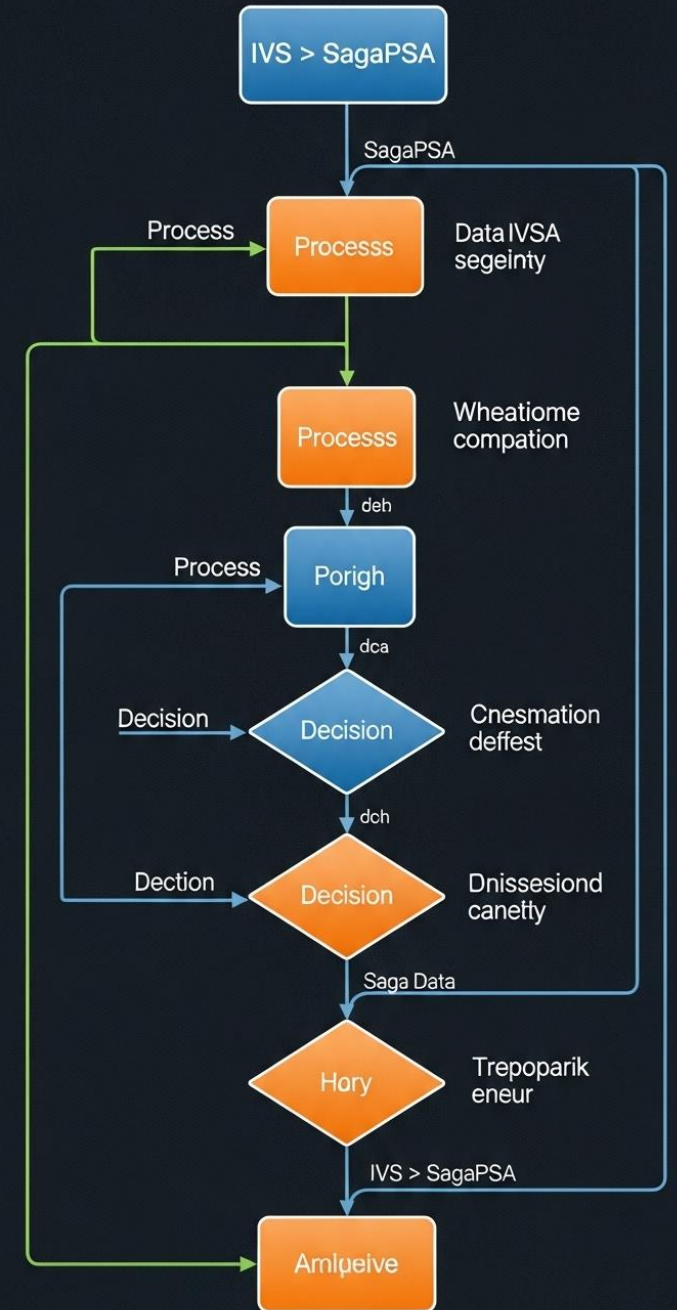 IVS > SagaPSA
SagaPSA
Process
Processs
Data IVSA
segeinty
Processs
Wheatiome
compation
deh
Process
Porigh
dca
Decision
Decision
Cnesmation
deffest
dch
Dection
Decision
Dnissesiond
canetty
Saga Data
Hory
Trepoparik
eneur
IVS > SagaPSA